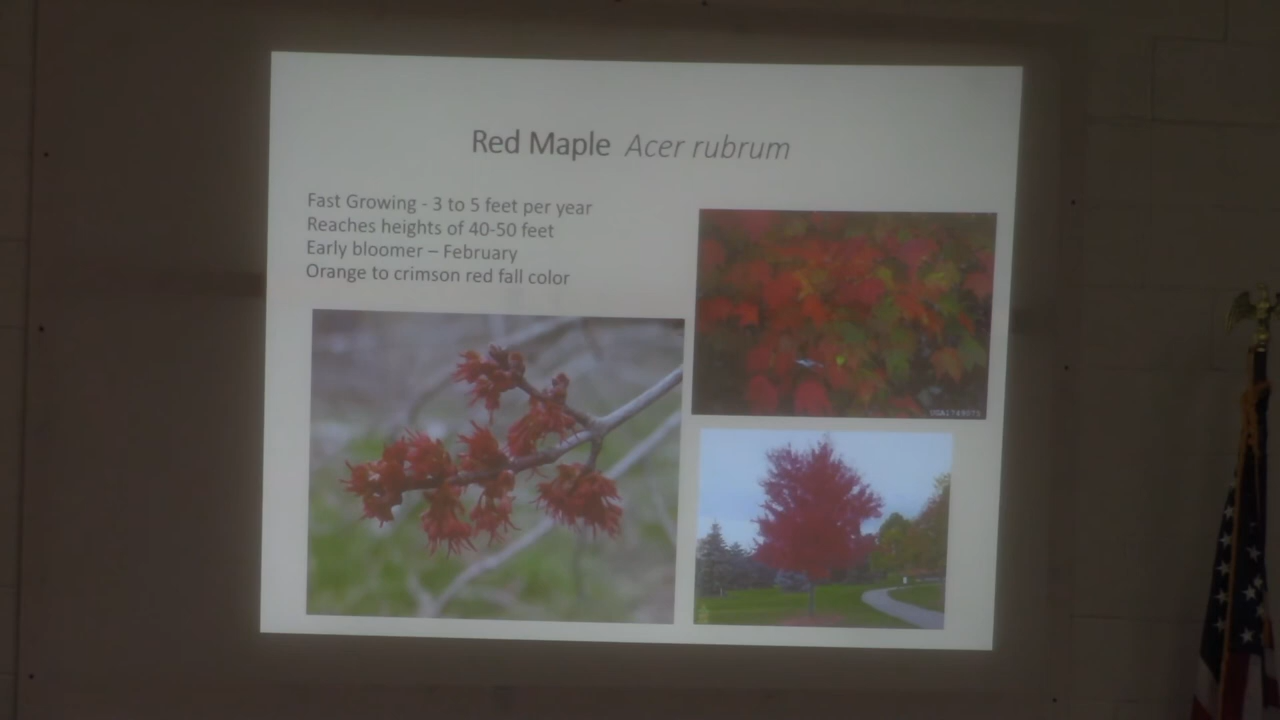 Red Maple Acer rubrum
Fast Growing - 3 to 5 feet per year
Reaches heights of 40-50 feet
Early bloomer – February
Orange to crimson red fall color